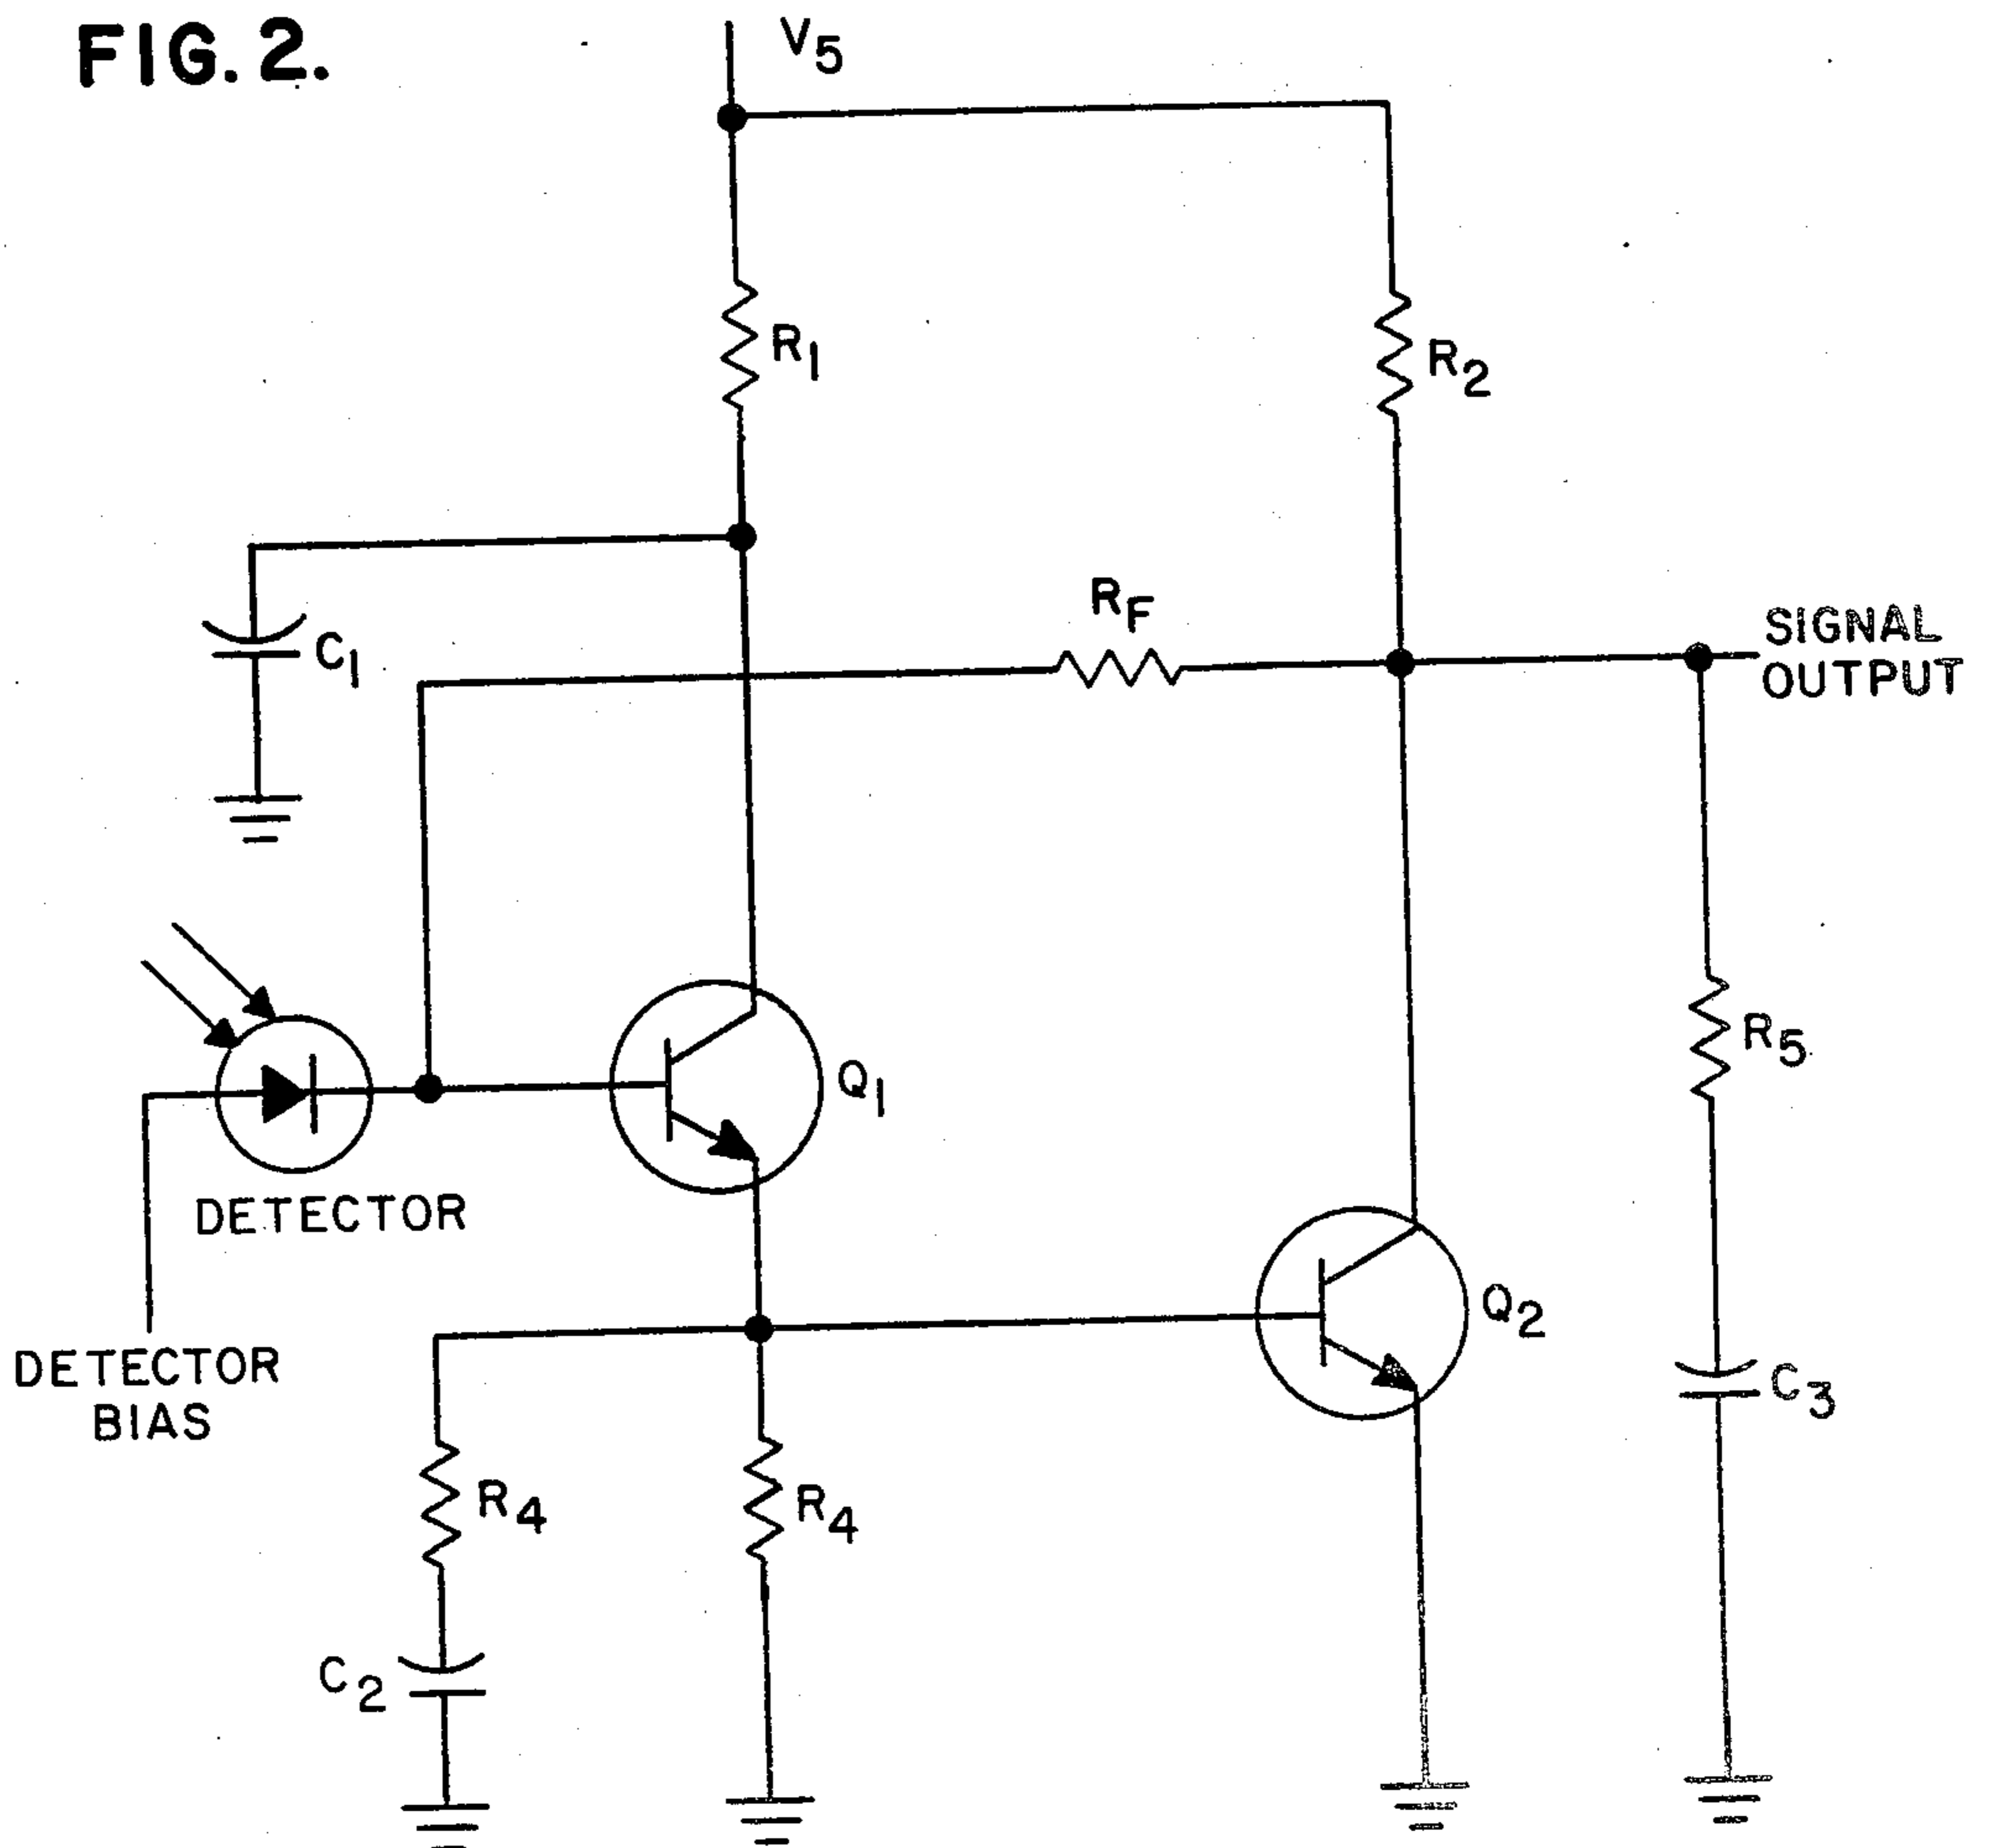 FIG. 2.
V5
R1
R2
C1
RF
SIGNAL
OUTPUT
Q1
R5
DETECTOR
Q2
DETECTOR
BIAS
C3
R4
R4
C2